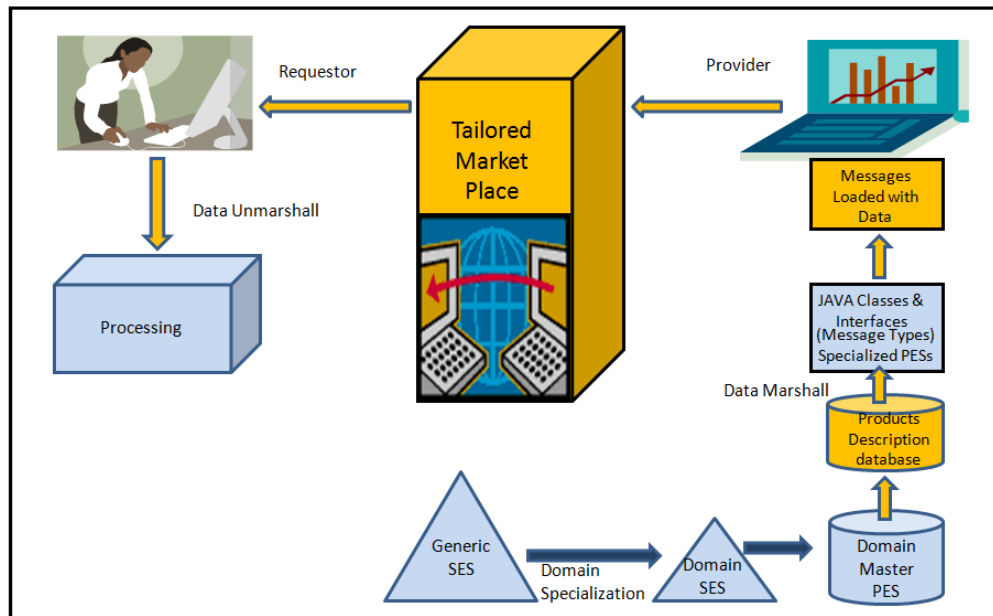 Requestor
Provider
Tailored
Market
Place
Messages
Loaded with
Data
Data Unmarshall
Processing
JAVA Classes &
Interfaces
(Message Types)
Specialized PESs
Data Marshall
Products
Description
database
Generic
SES
Domain
Specialization
Domain
SES
Domain
Master
PES